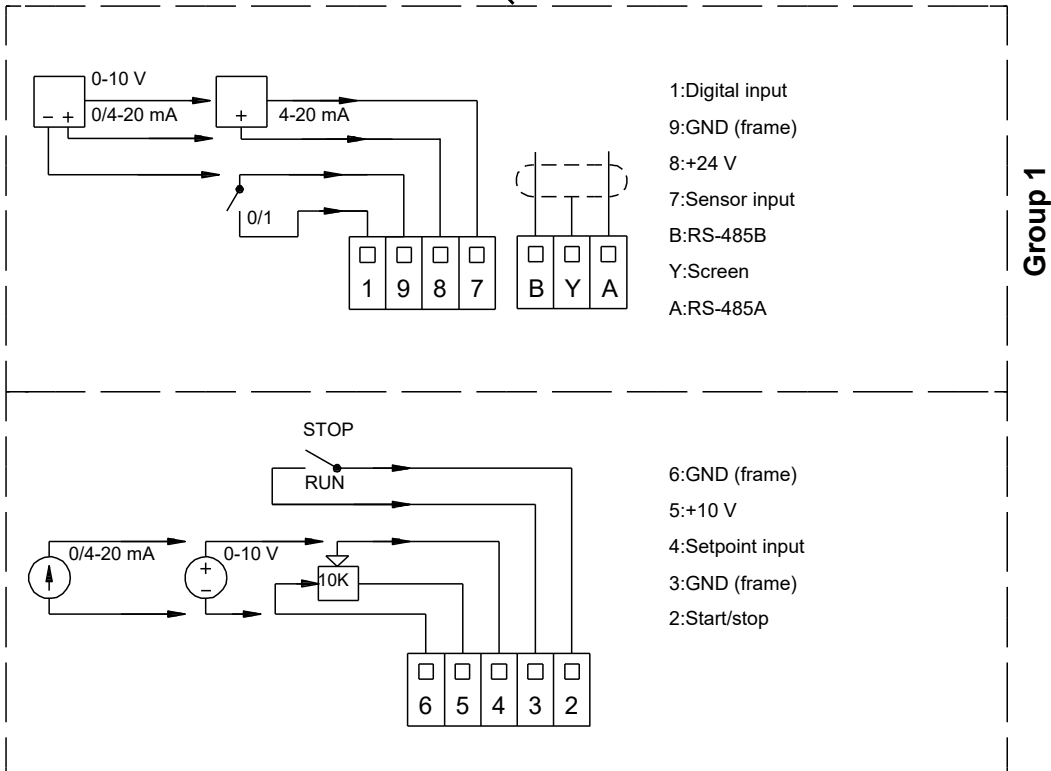 0-10 V
0/4-20 mA
- +
+
4-20 mA
0/1
1 9 8 7
B Y A
1:Digital input
9:GND (frame)
8:+24 V
7:Sensor input
B:RS-485B
Y:Screen
A:RS-485A
Group 1
STOP
RUN
0/4-20 mA
+
-
0-10 V
10K
6 5 4 3 2
6:GND (frame)
5:+10 V
4:Setpoint input
3:GND (frame)
2:Start/stop